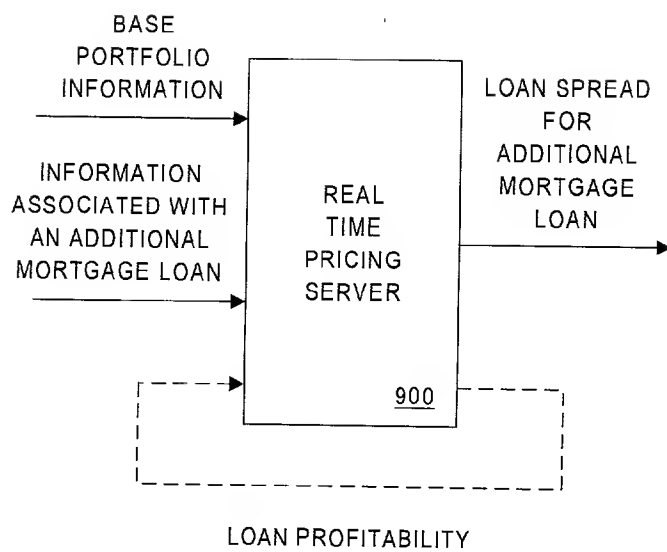 BASE
PORTFOLIO
INFORMATION
INFORMATION
ASSOCIATED WITH
AN ADDITIONAL
MORTGAGE LOAN
REAL
TIME
PRICING
SERVER
900
LOAN SPREAD
FOR
ADDITIONAL
MORTGAGE
LOAN
LOAN PROFITABILITY